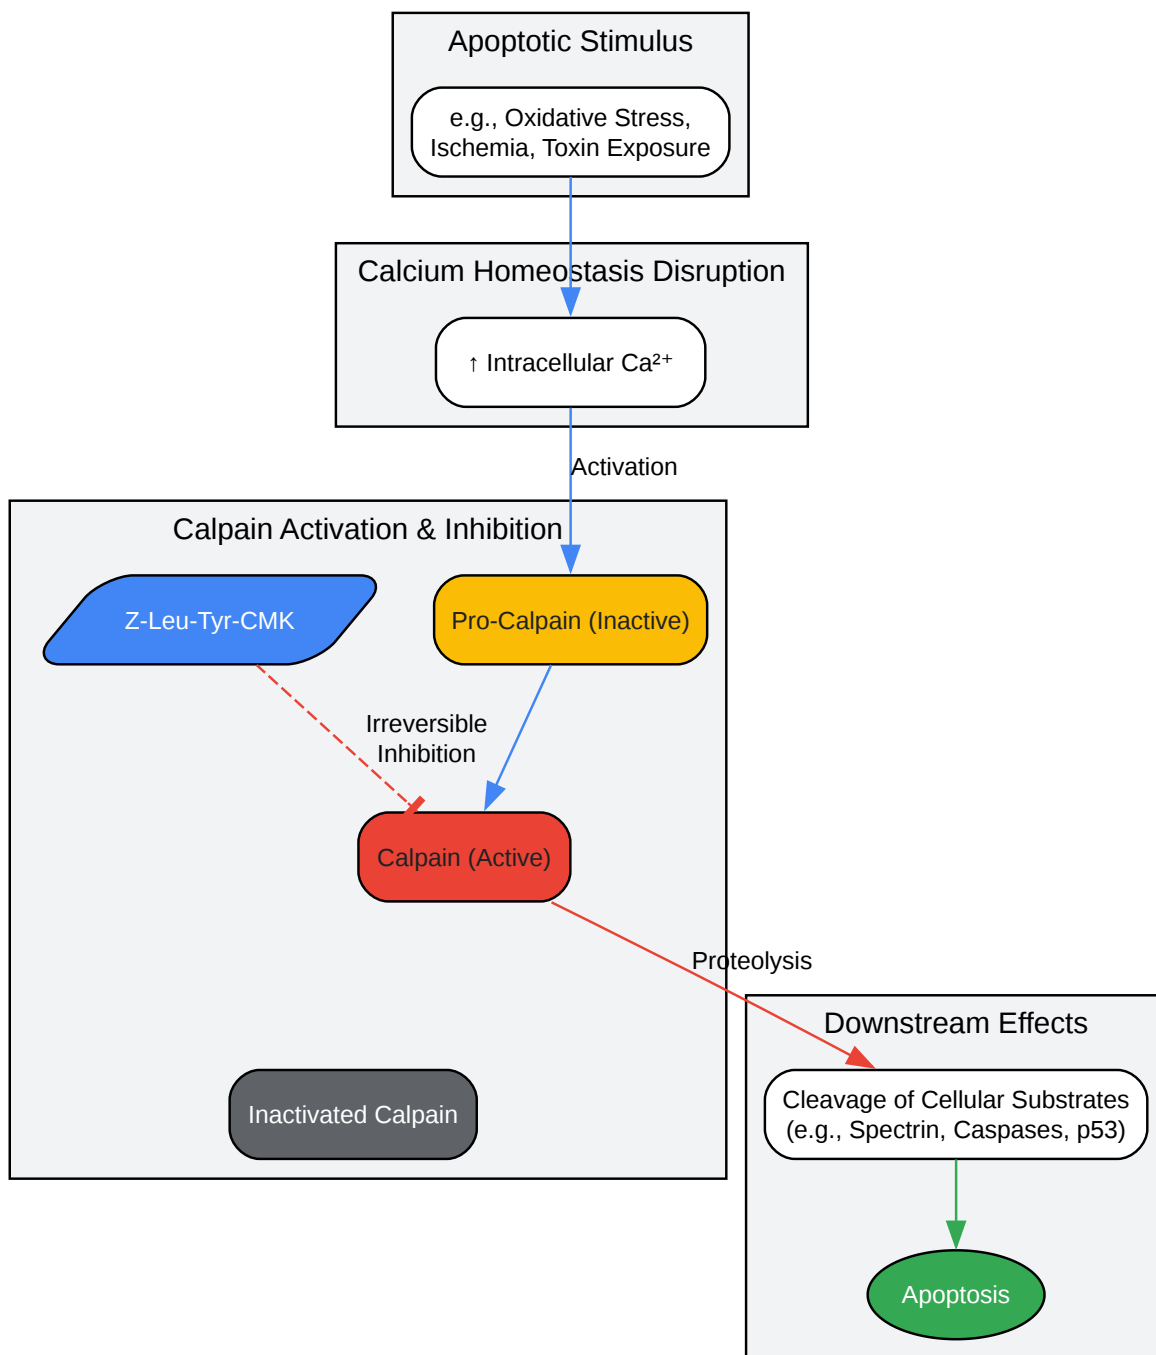 Apoptotic Stimulus
e.g., Oxidative Stress,
Ischemia, Toxin Exposure
Calcium Homeostasis Disruption
↑ Intracellular Ca²⁺
Activation
Calpain Activation & Inhibition
Z-Leu-Tyr-CMK
Pro-Calpain (Inactive)
Irreversible
Inhibition
Calpain (Active)
Proteolysis
Downstream Effects
Cleavage of Cellular Substrates
(e.g., Spectrin, Caspases, p53)
Inactivated Calpain
Apoptosis